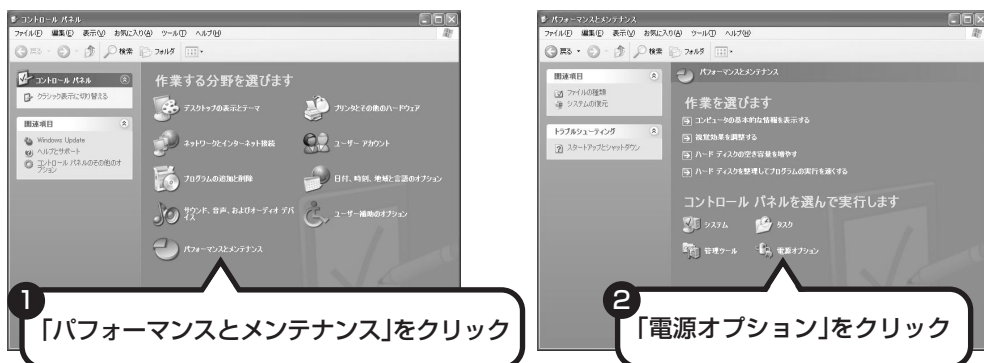 コントロール パネル
ファイル(F) 編集(E) 表示(V) お気に入り(A) ツール(T) ヘルプ(H)
戻る 検索 フォルダ
コントロール パネル
クラシック表示に切り替える
関連項目
Windows Update
ヘルプとサポート
コントロール パネルのその他のオプション
作業する分野を選びます
デスクトップの表示とテーマ
プリンタとその他のハードウェア
ネットワークとインターネット接続
ユーザー アカウント
プログラムの追加と削除
日付、時刻、地域と言語のオプション
サウンド、音声、およびオーディオ デバイス
ユーザー補助のオプション
パフォーマンスとメンテナンス
1
「パフォーマンスとメンテナンス」をクリック
パフォーマンスとメンテナンス
ファイル(F) 編集(E) 表示(V) お気に入り(A) ツール(T) ヘルプ(H)
戻る 検索 フォルダ
関連項目
ファイルの種類
システムの復元
トラブルシューティング
スタートアップとシャットダウン
パフォーマンスとメンテナンス
作業を選びます
コンピュータの基本的な情報を表示する
視覚効果を調整する
ハード ディスクの空き容量を増やす
ハード ディスクを整理してプログラムの実行を速くする
コントロール パネルを選んで実行します
システム
タスク
管理ツール
電源オプション
2
「電源オプション」をクリック